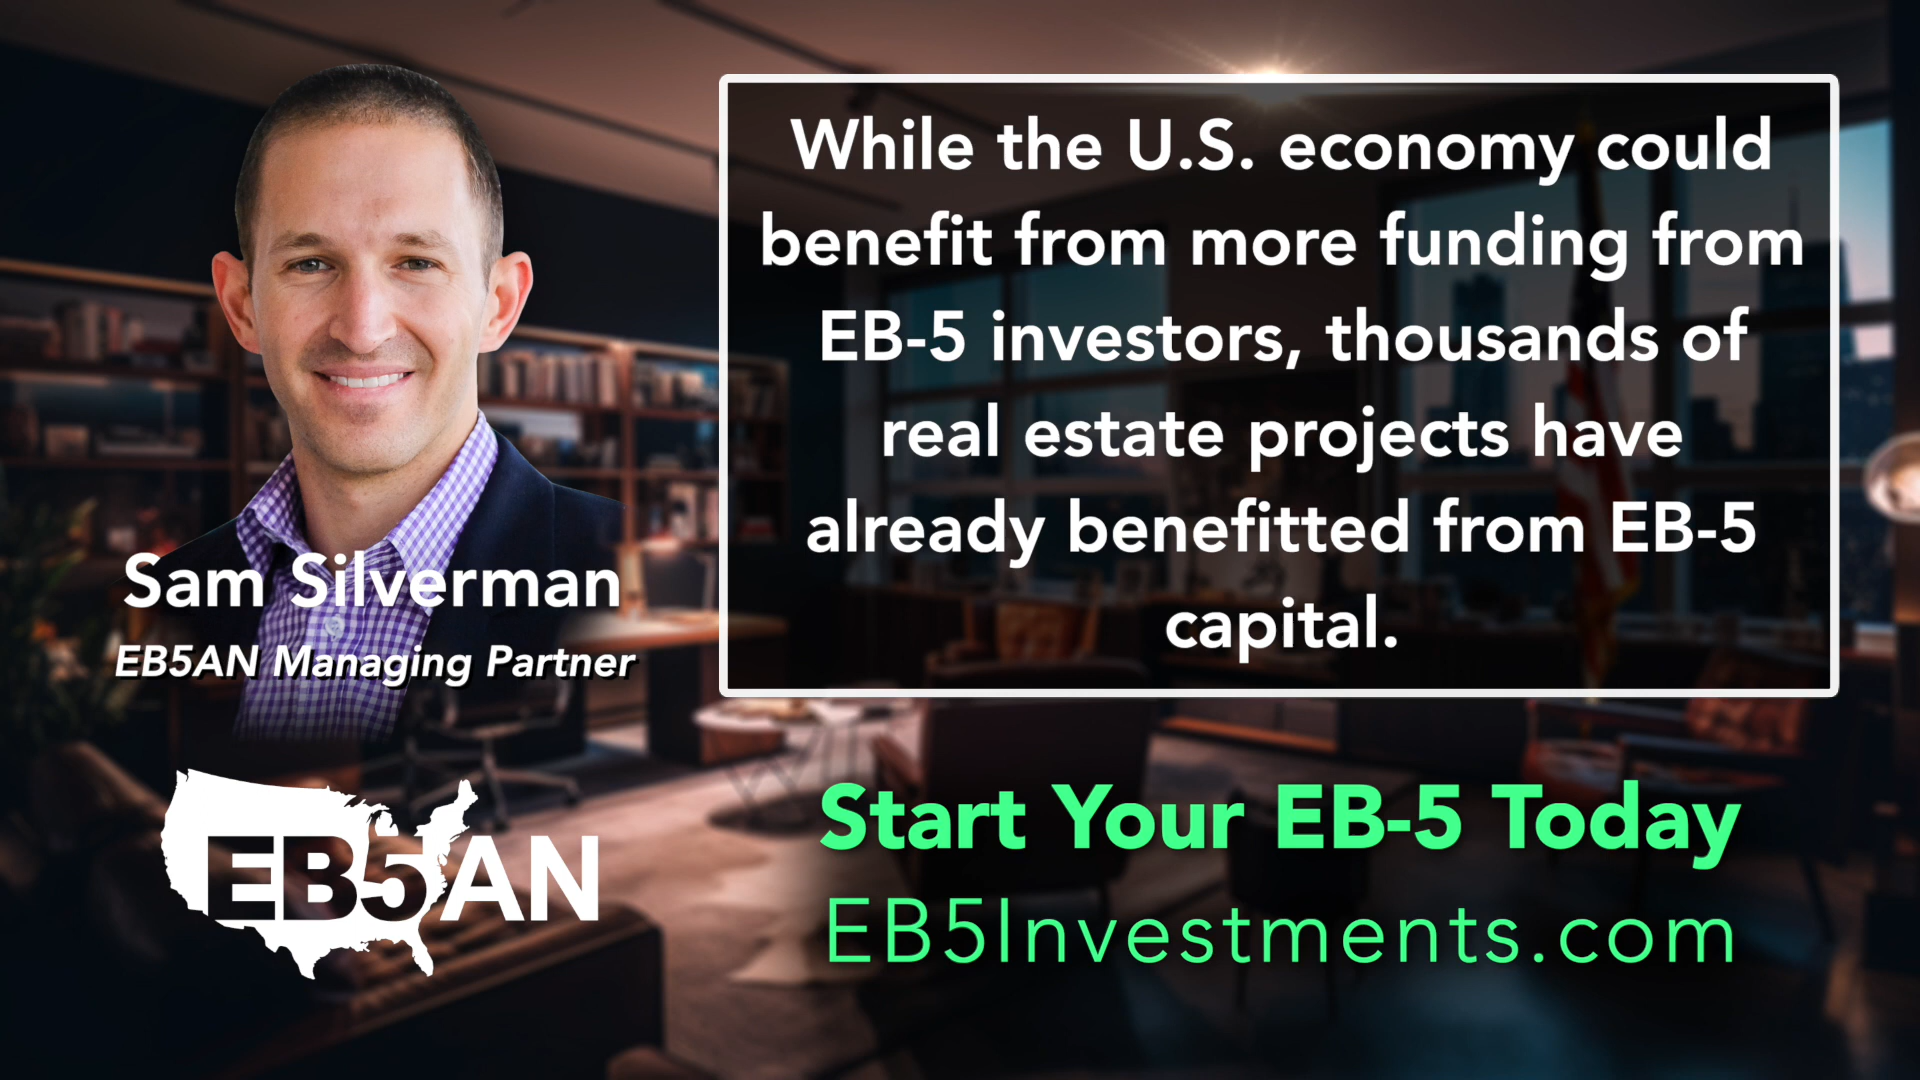 While the U.S. economy could
benefit from more funding from
EB-5 investors, thousands of
real estate projects have
already benefitted from EB-5
capital.
Sam Silverman
EB5AN Managing Partner
EB5AN
Start Your EB-5 Today
EB5Investments.com